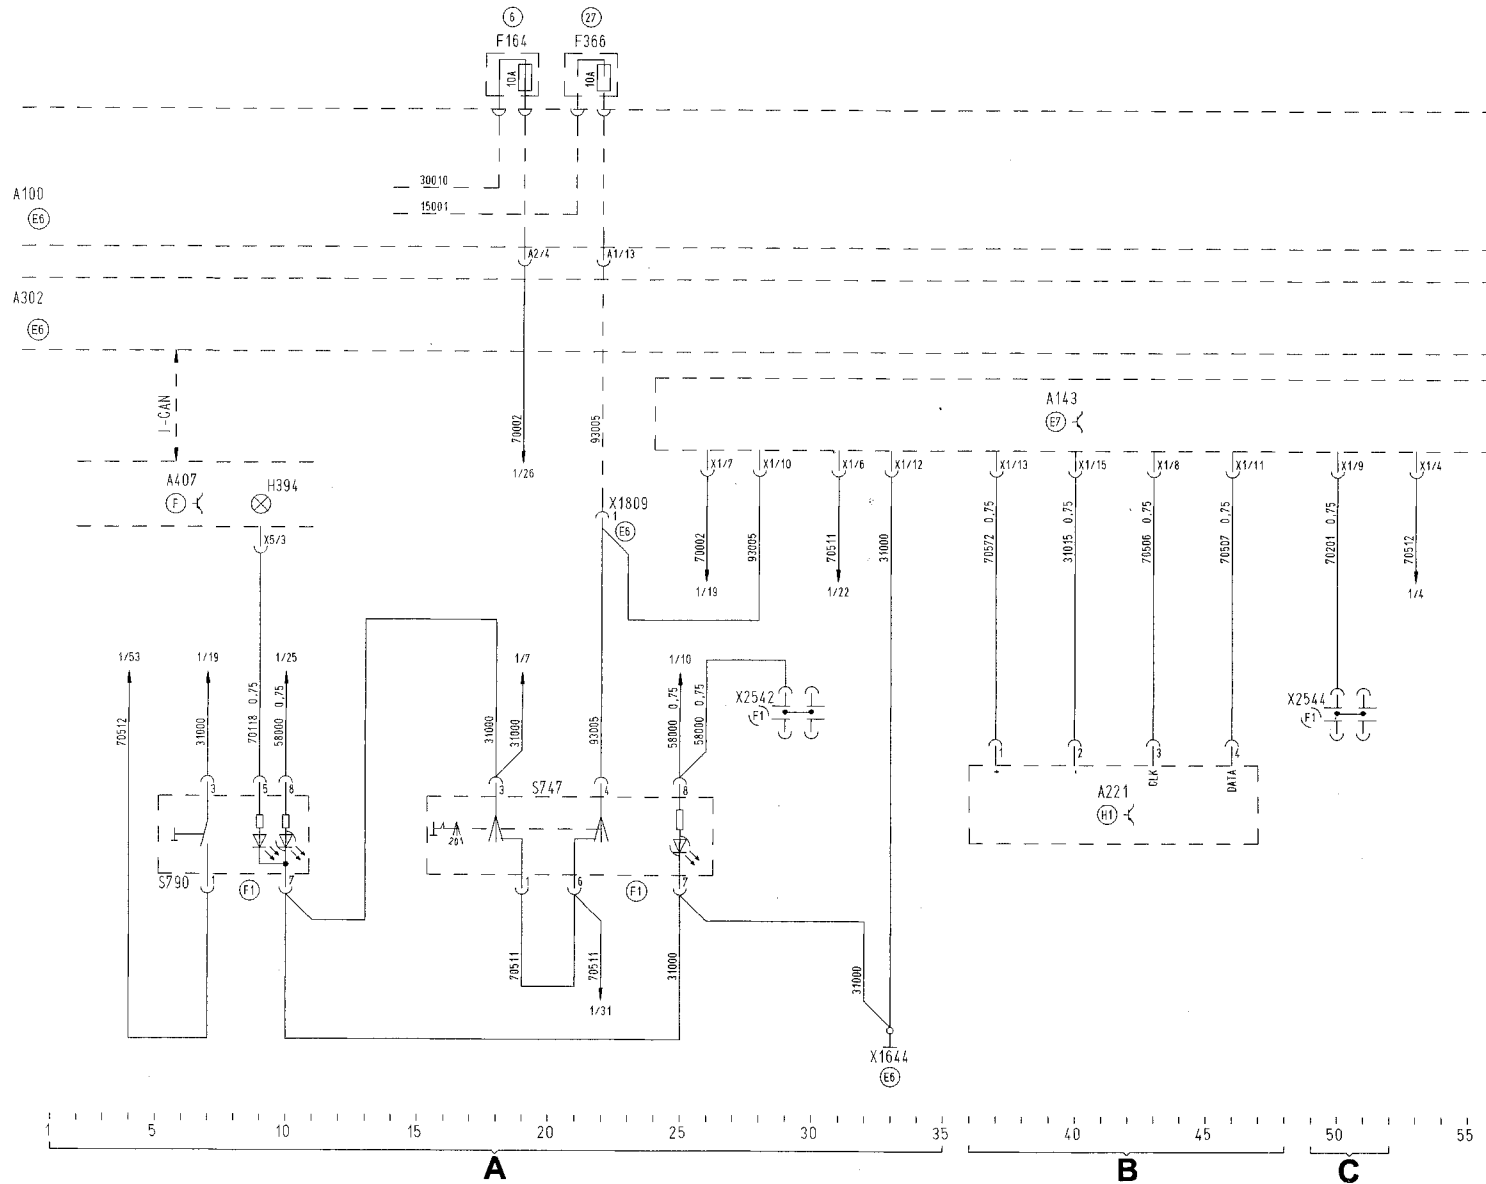 6 27
F164 F366
10A 10A
30010
A100
15001
E6
A2/4 A1/13
A302
E6
I-CAN
70002 93005
A143
E7
1/26
X1/7 X1/10 X1/6 X1/12 X1/13 X1/15 X1/8 X1/11 X1/9 X1/4
A407 H394
F
X1809
1
E6
X5/3
70002 93005 70511 31000 70572 0,75 31015 0,75 70506 0,75 70507 0,75 70201 0,75 70512
1/19 1/22 1/4
1/53 1/19 1/25 1/7 1/10
70512 31000 70118 0,75 58000 0,75 31000 31000 93005 58000 0,75 58000 0,75
X2542
F1
X2544
F1
1 2 3 4
CLK DATA
3 5 8 3 S747 4 8
A221
H1
20\
S790 1 F1 7 1 6 F1 7
70511 70511 31000 31000
1/31
X1644
E6
1 5 10 15 20 25 30 35 40 45 50 55
A B C